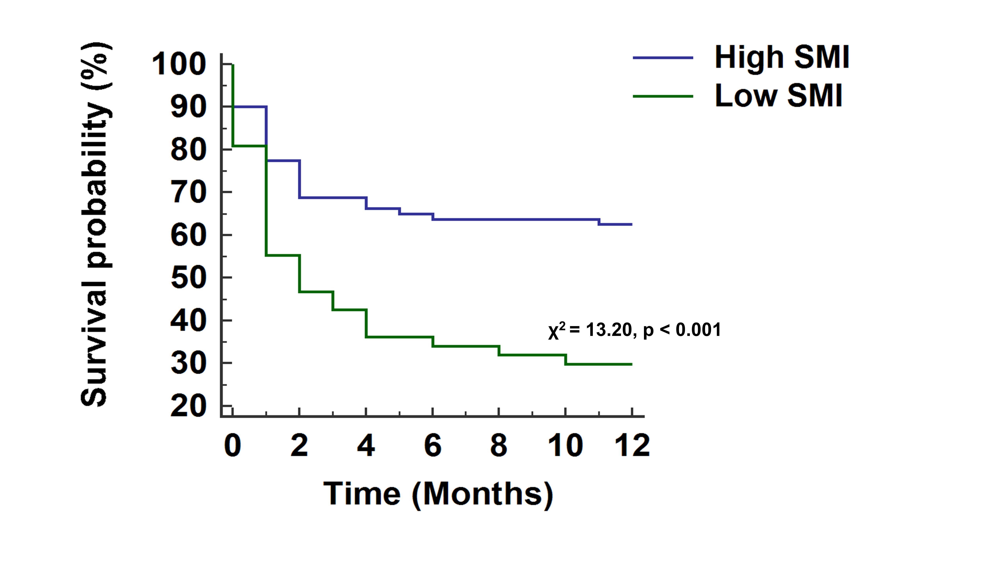 High SMI
Low SMI
Survival probability (%)
100
90
80
70
60
50
40
30
20
χ² = 13.20, p < 0.001
0 2 4 6 8 10 12
Time (Months)